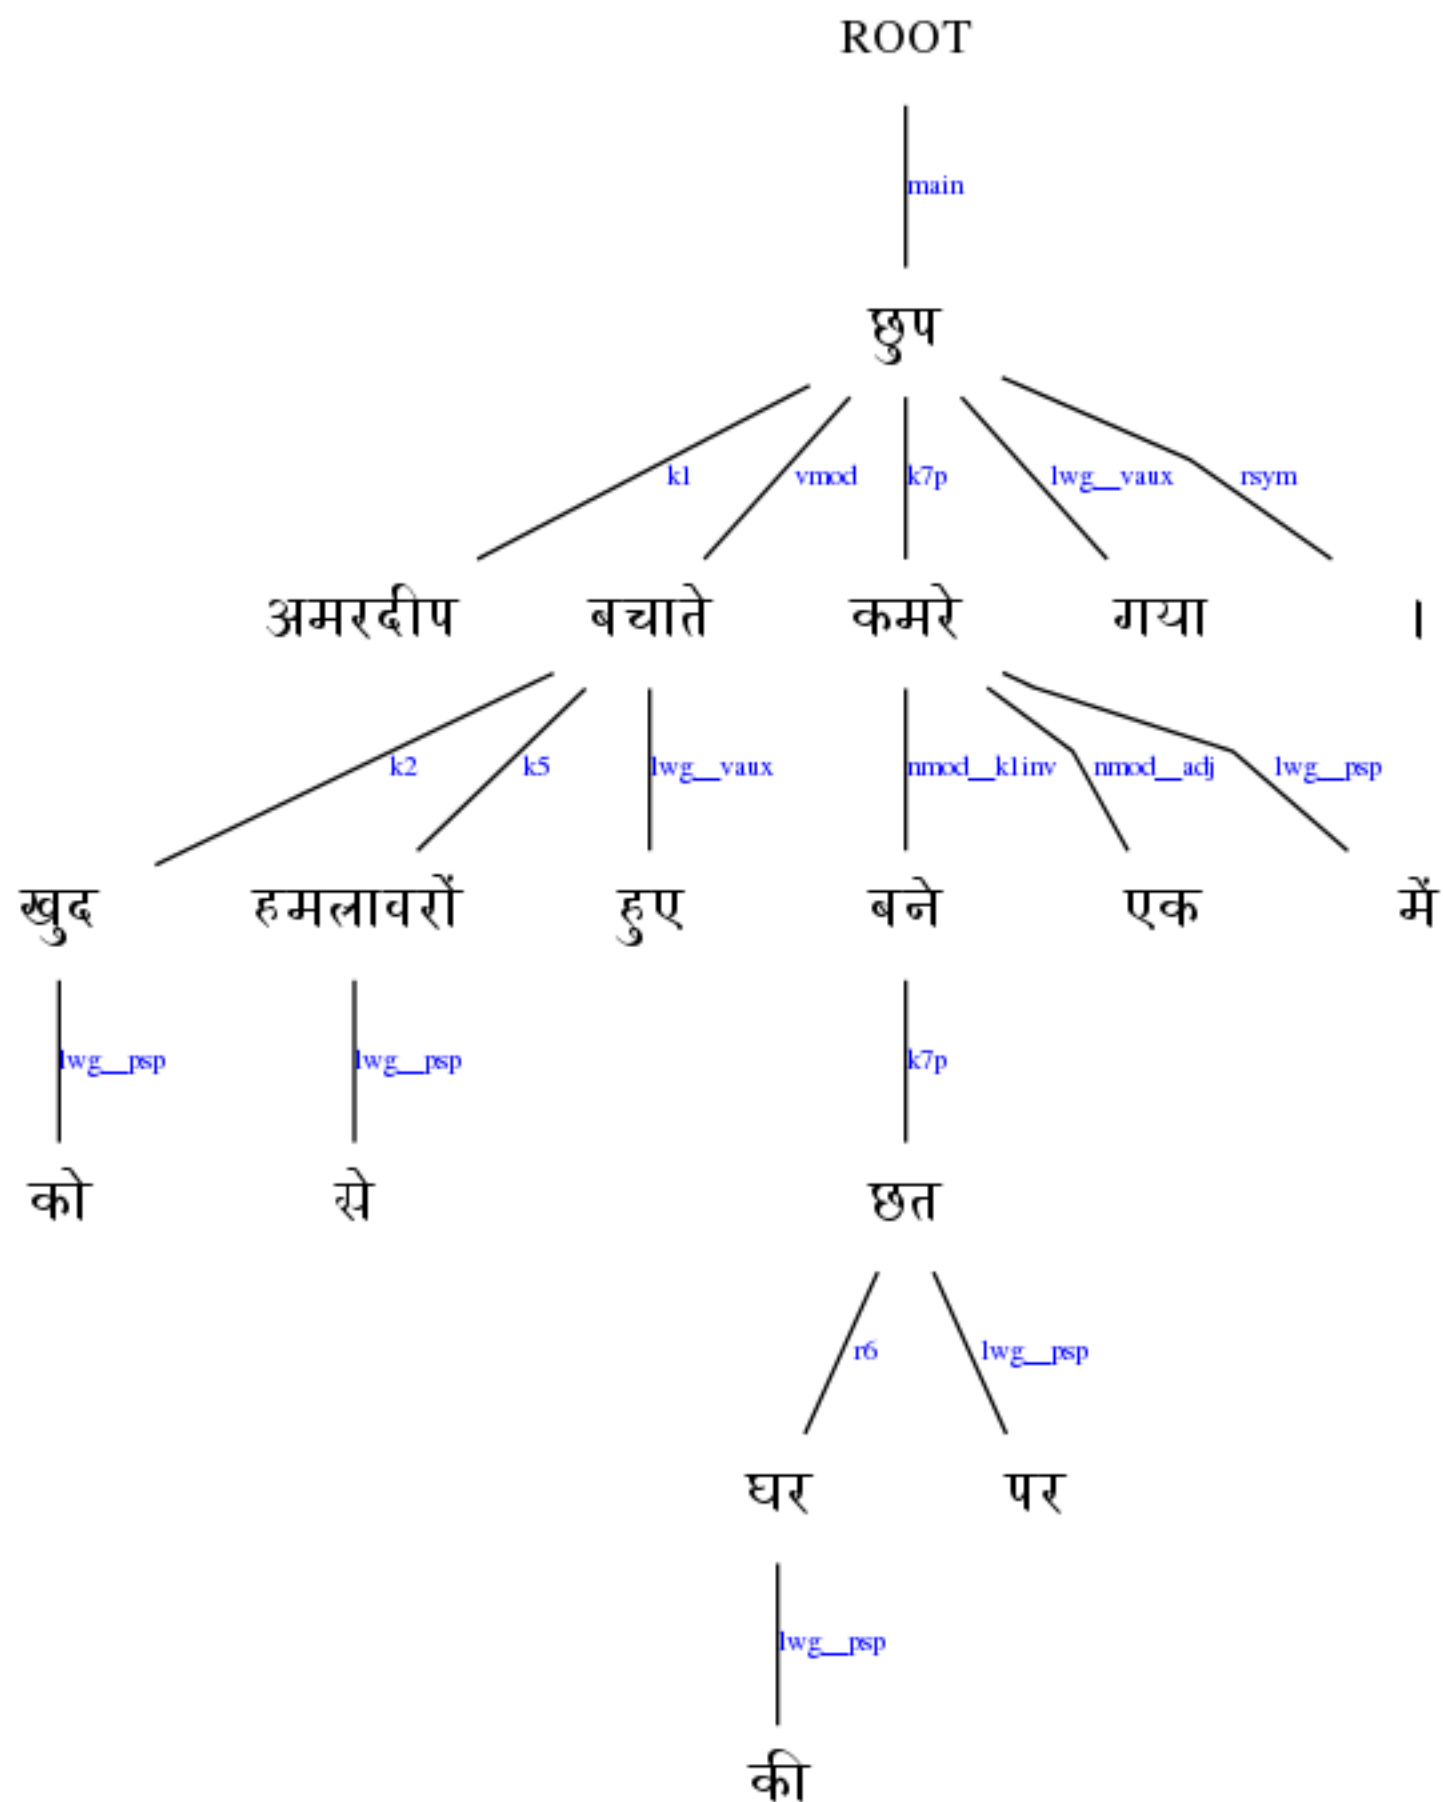 ROOT
main
छुप
k1 vmod k7p lwg__vaux rsym
अमरदीप बचाते कमरे गया ।
k2 k5 lwg__vaux nmod__k1inv nmod__adj lwg__psp
खुद हमलावरों हुए बने एक में
lwg__psp lwg__psp k7p
को से छत
r6 lwg__psp
घर पर
lwg__psp
की